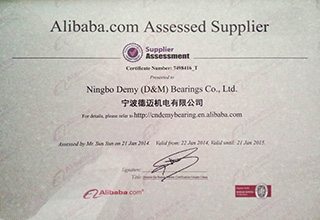 Alibaba.com Assessed Supplier
Supplier
Assessment
Certificate Number: 7498416_T
Presented to
Ningbo Demy (D&M) Bearings Co., Ltd.
宁波德迈机电有限公司
For details, please refer to http://cndemybearing.en.alibaba.com
Assessed by Mr. Sun Sun on 21 Jan 2014. Valid from: 22 Jan 2014, Valid until: 21 Jan 2015.
Signature:
Title:
Alibaba.com